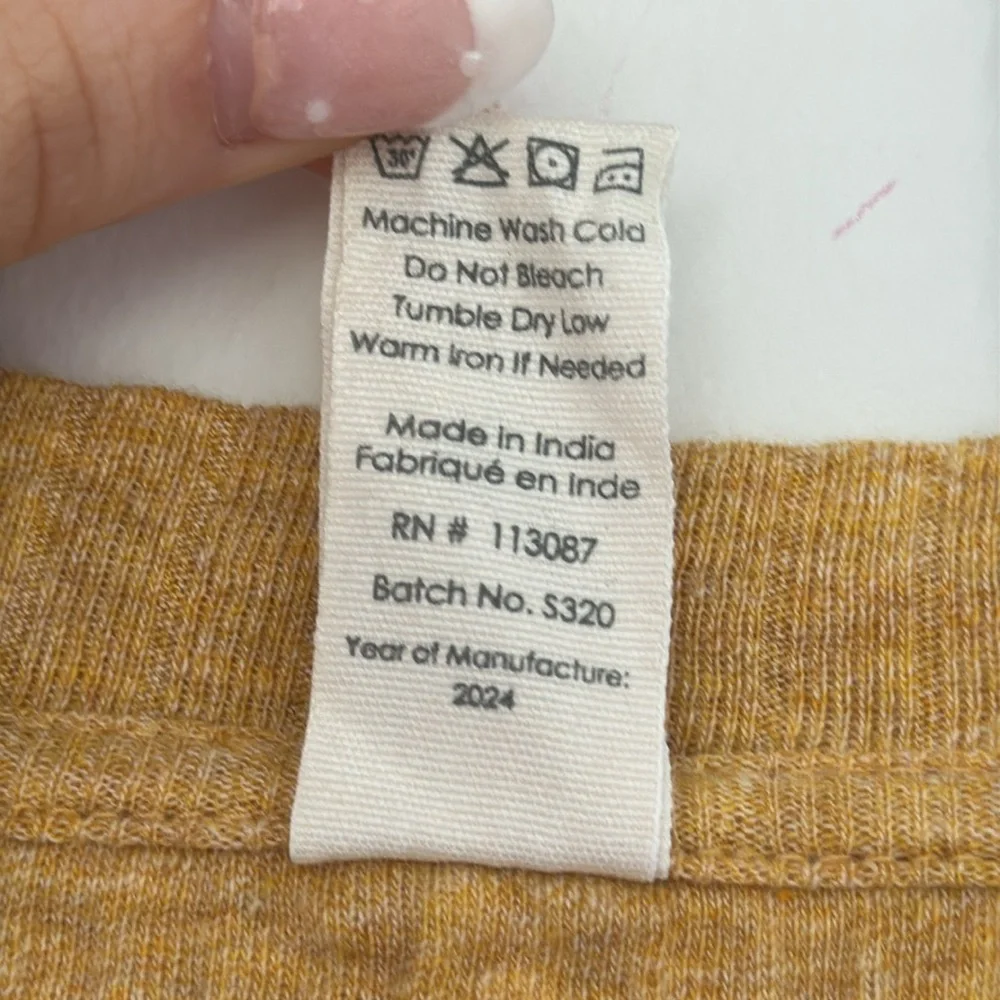 30°
Machine Wash Cold
Do Not Bleach
Tumble Dry Low
Warm Iron If Needed
Made in India
Fabriqué en Inde
RN # 113087
Batch No. S320
Year of Manufacture:
2024